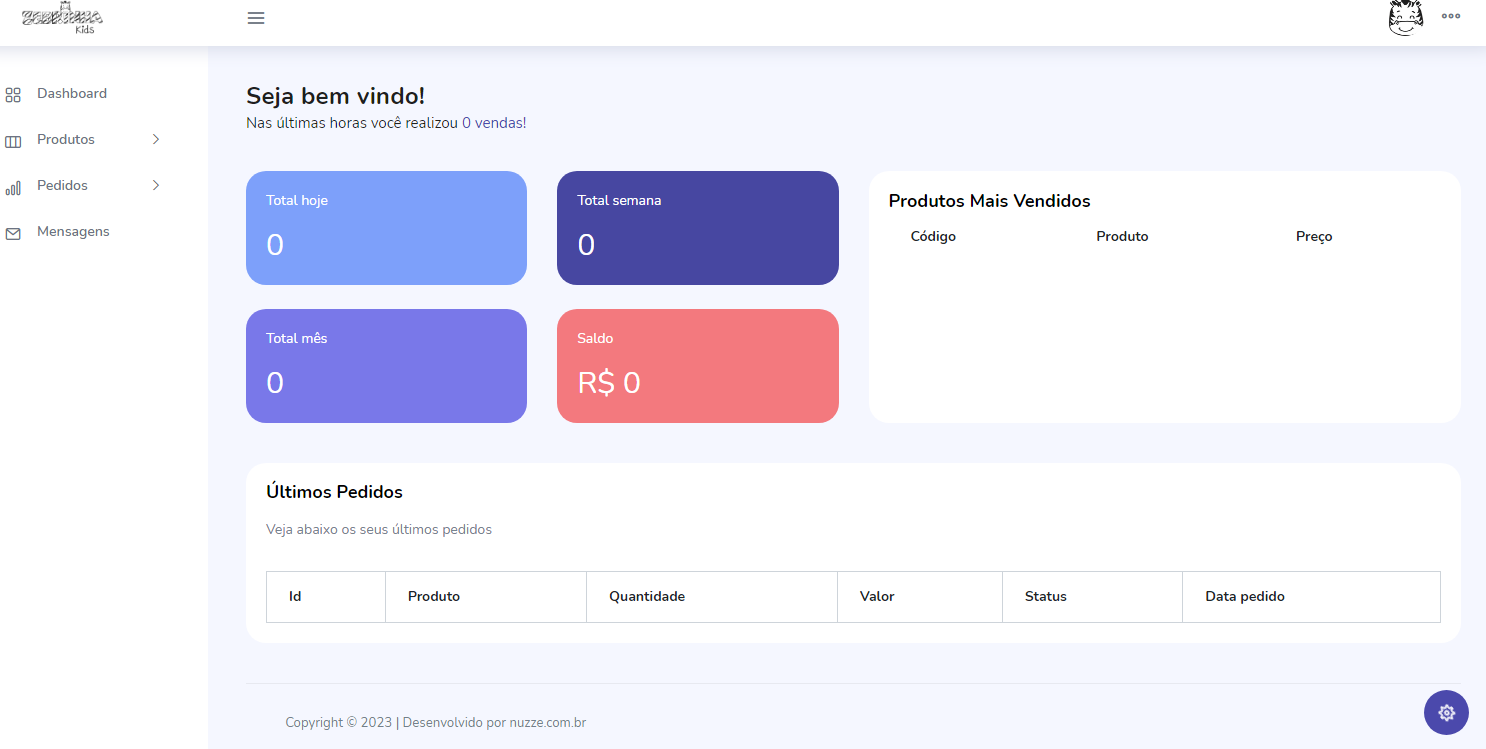 Kids
Dashboard
Produtos
Pedidos
Mensagens
Seja bem vindo!
Nas últimas horas você realizou 0 vendas!
Total hoje
0
Total semana
0
Total mês
0
Saldo
R$ 0
Produtos Mais Vendidos
Código Produto Preço
Últimos Pedidos
Veja abaixo os seus últimos pedidos
Id Produto Quantidade Valor Status Data pedido
Copyright © 2023 | Desenvolvido por nuzze.com.br